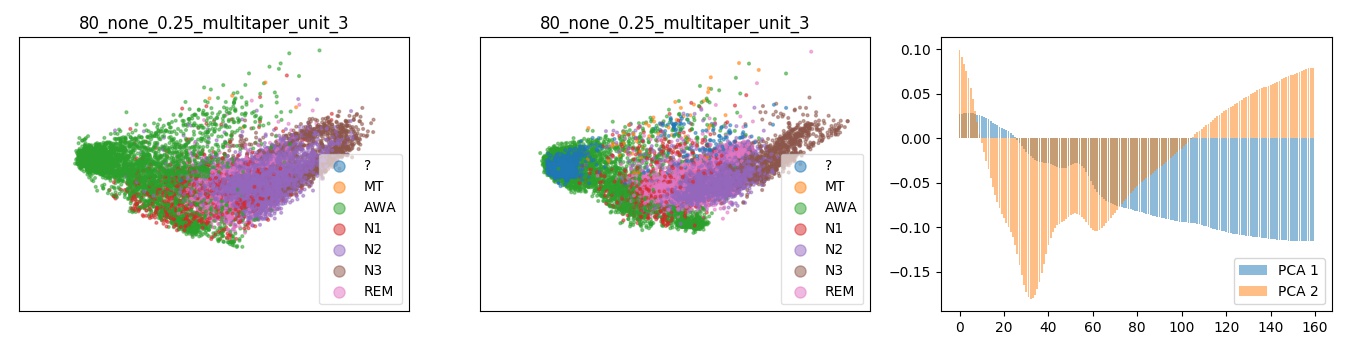 80_none_0.25_multitaper_unit_3
?
MT
AWA
N1
N2
N3
REM
80_none_0.25_multitaper_unit_3
?
MT
AWA
N1
N2
N3
REM
0.10
0.05
0.00
−0.05
−0.10
−0.15
0 20 40 60 80 100 120 140 160
PCA 1
PCA 2